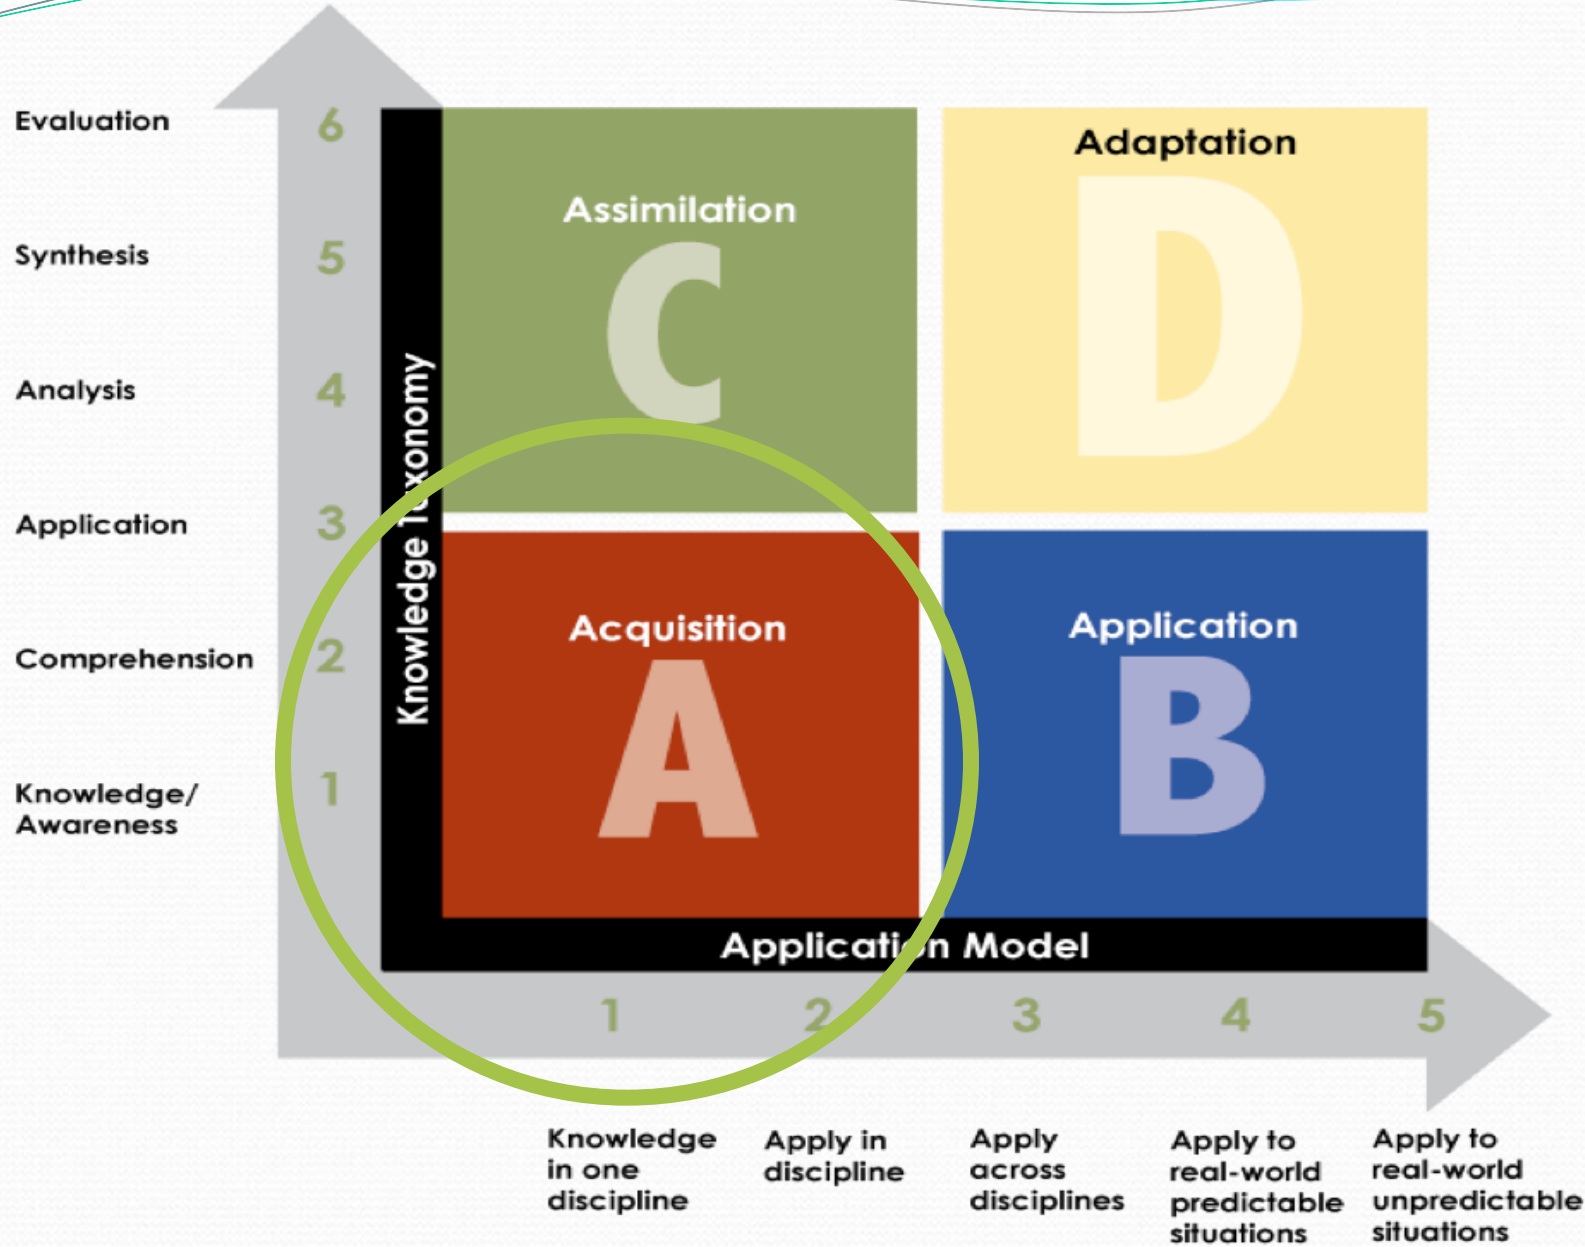 Evaluation
6
Synthesis
5
Analysis
4
Application
3
Comprehension
2
Knowledge/
Awareness
1
Knowledge Taxonomy
Assimilation
C
Adaptation
D
Acquisition
A
Application
B
Application Model
1 2 3 4 5
Knowledge
in one
discipline
Apply in
discipline
Apply
across
disciplines
Apply to
real-world
predictable
situations
Apply to
real-world
unpredictable
situations